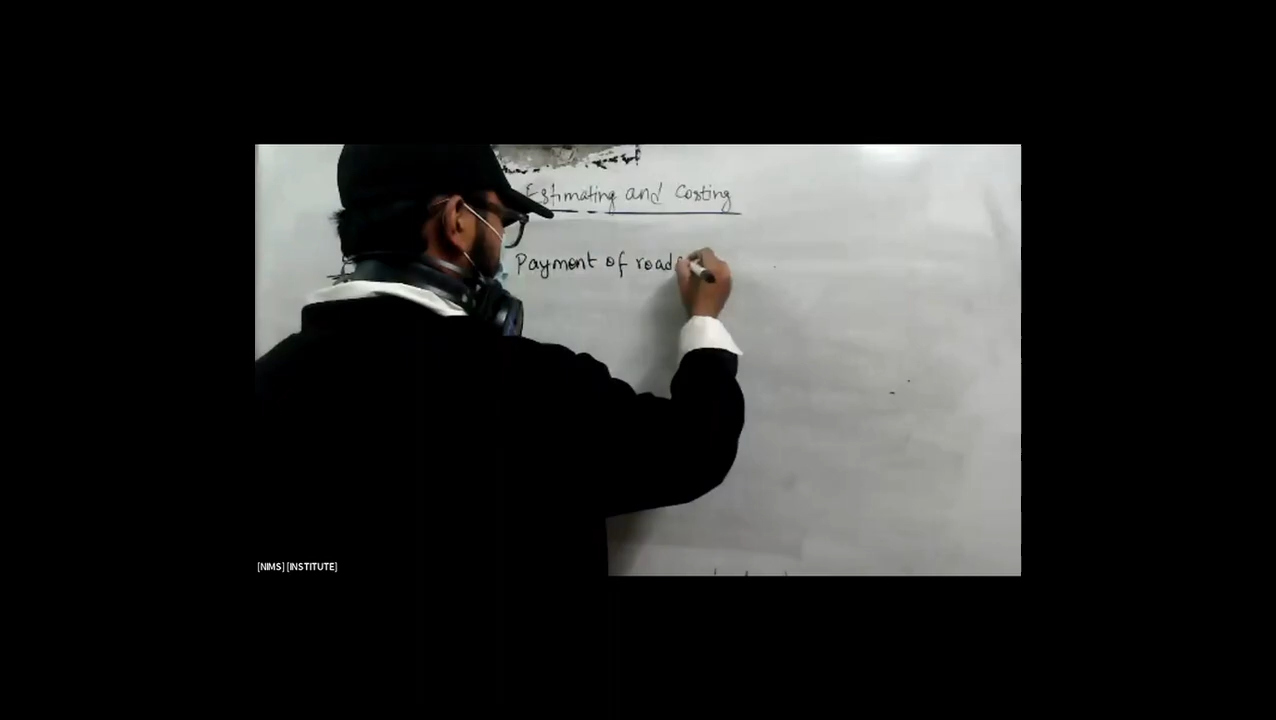 Estimating and Costing
Payment of road
[NIMS] [INSTITUTE]